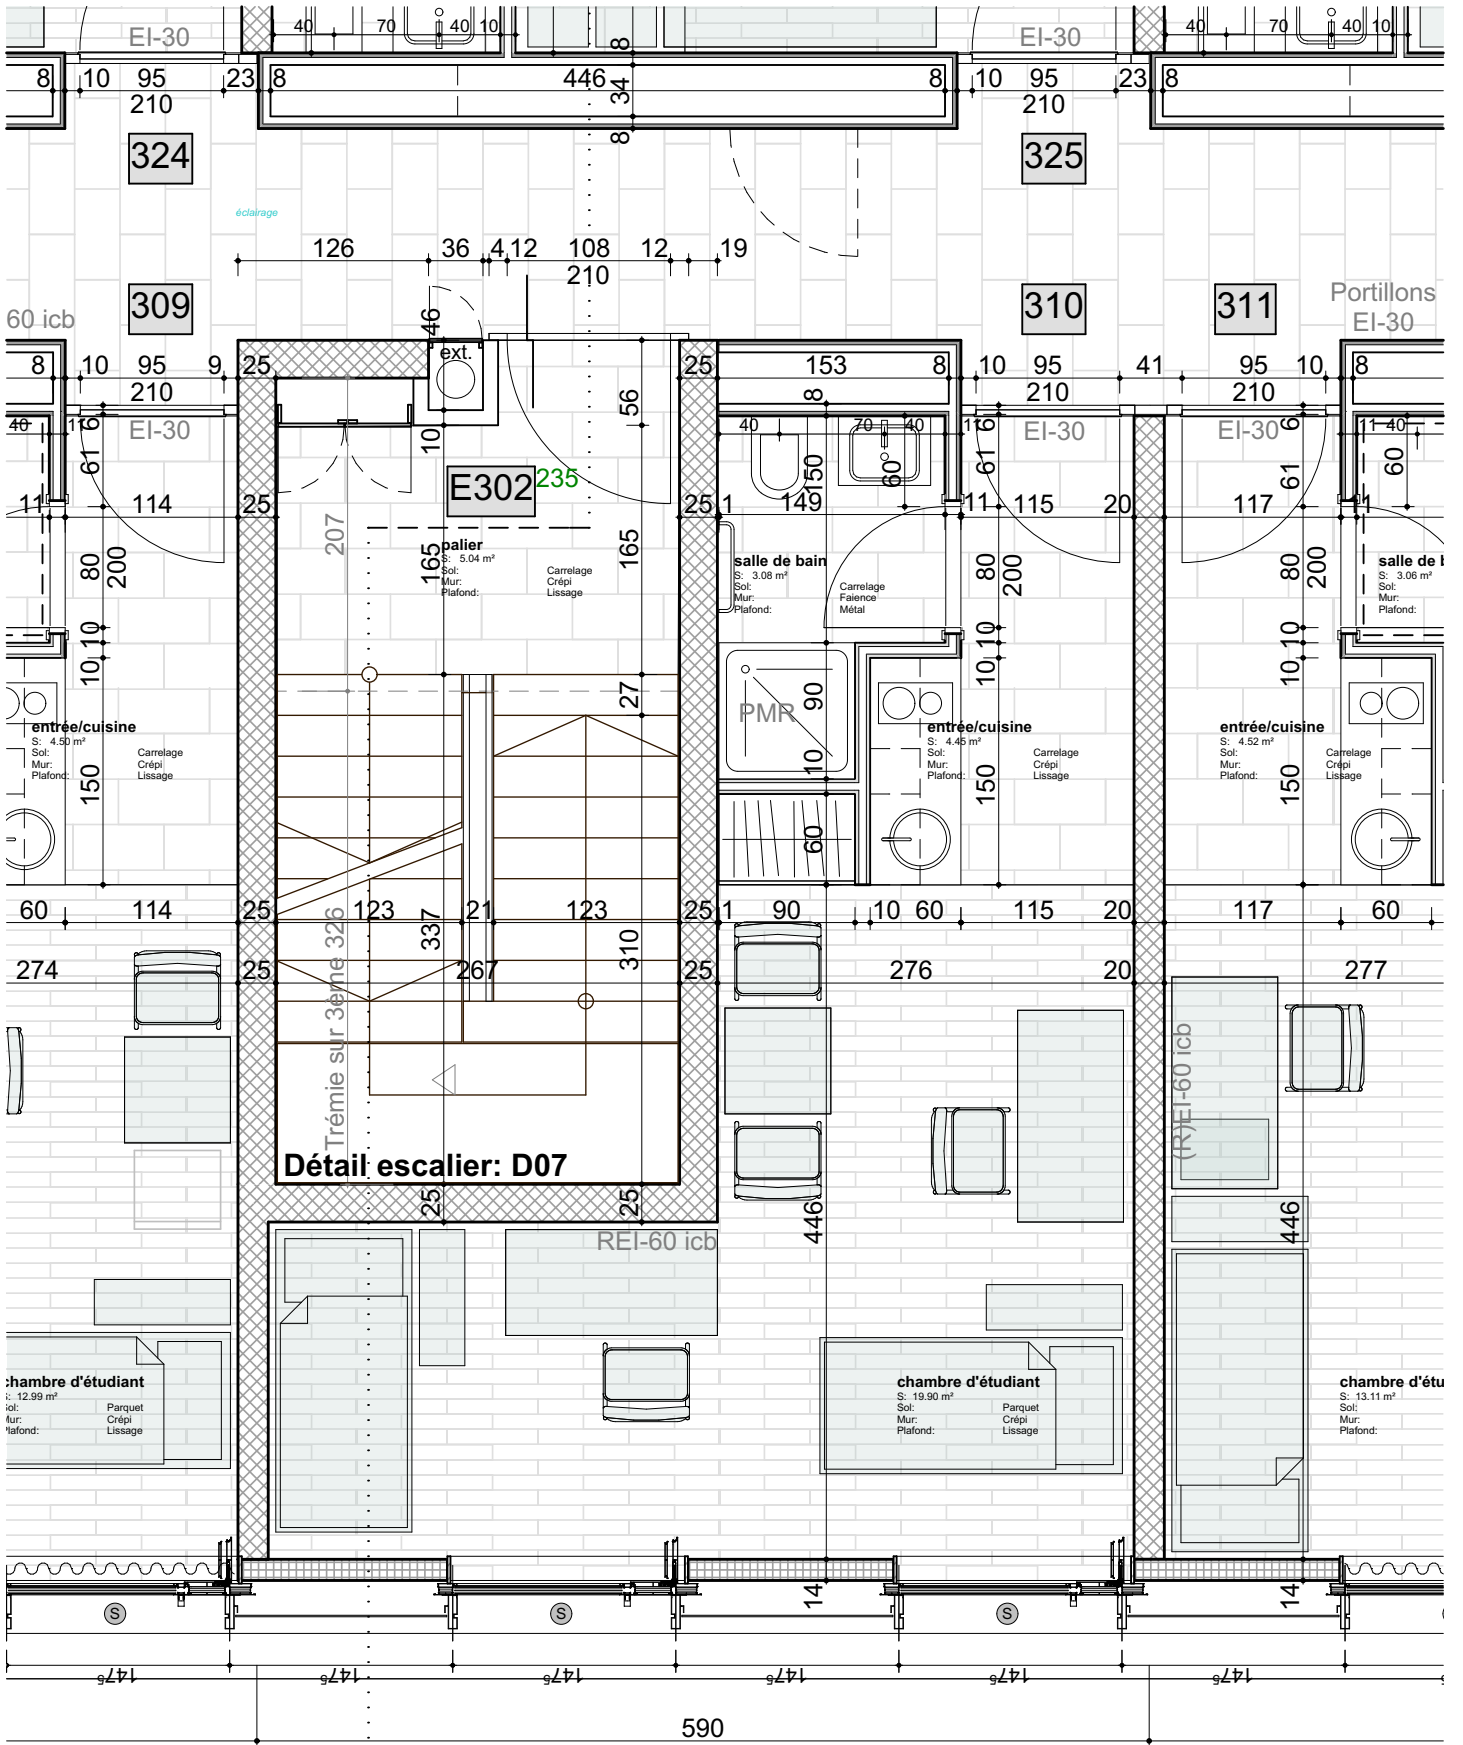 40 70 40 10
40 70 40 10
EI-30
EI-30
8
8 10 95 23 8 446 8 10 95 23 8
210
34
210
8
324
325
éclairage
126 36 4 12 108 12 19
210
309
310
311
Portillons
EI-30
60 icb
46
ext.
8 10 95 9 25
25 153 8 10 95 41 95 10 8
210
210
210
56
8
40 11
EI-30
6
61
10
40 70 40 11
EI-30
6
61
EI-30
6
61
11 40
60
150
60
E302
235
11 114 25
25 1 149 11 115 20 117 11
207
165
165
palier
S: 5.04 m²
Sol: Carrelage
Mur: Crépi
Plafond: Lissage
salle de bain
S: 3.08 m²
Sol: Carrelage
Mur: Faience
Plafond: Métal
salle de b
S: 3.06 m²
Sol:
Mur:
Plafond:
80
200
80
200
80
200
10
10
10
10
10
10
27
90
PMR
10
60
entrée/cuisine
S: 4.50 m²
Sol: Carrelage
Mur: Crépi
Plafond: Lissage
150
entrée/cuisine
S: 4.45 m²
Sol: Carrelage
Mur: Crépi
Plafond: Lissage
150
entrée/cuisine
S: 4.52 m²
Sol: Carrelage
Mur: Crépi
Plafond: Lissage
150
60 114 25 123 21 123 25 1 90 10 60 115 20 117 60
337
310
274 25 267 25 276 20 277
Trémie sur 3ème 326
(R)EI-60 icb
Détail escalier: D07
25
25
446
446
REI-60 icb
chambre d'étudiant
S: 12.99 m²
Sol: Parquet
Mur: Crépi
Plafond: Lissage
chambre d'étudiant
S: 19.90 m²
Sol: Parquet
Mur: Crépi
Plafond: Lissage
chambre d'étu
S: 13.11 m²
Sol:
Mur:
Plafond:
14
14
S
S
S
147⁵ 147⁵ 147⁵ 147⁵ 147⁵ 147⁵
590